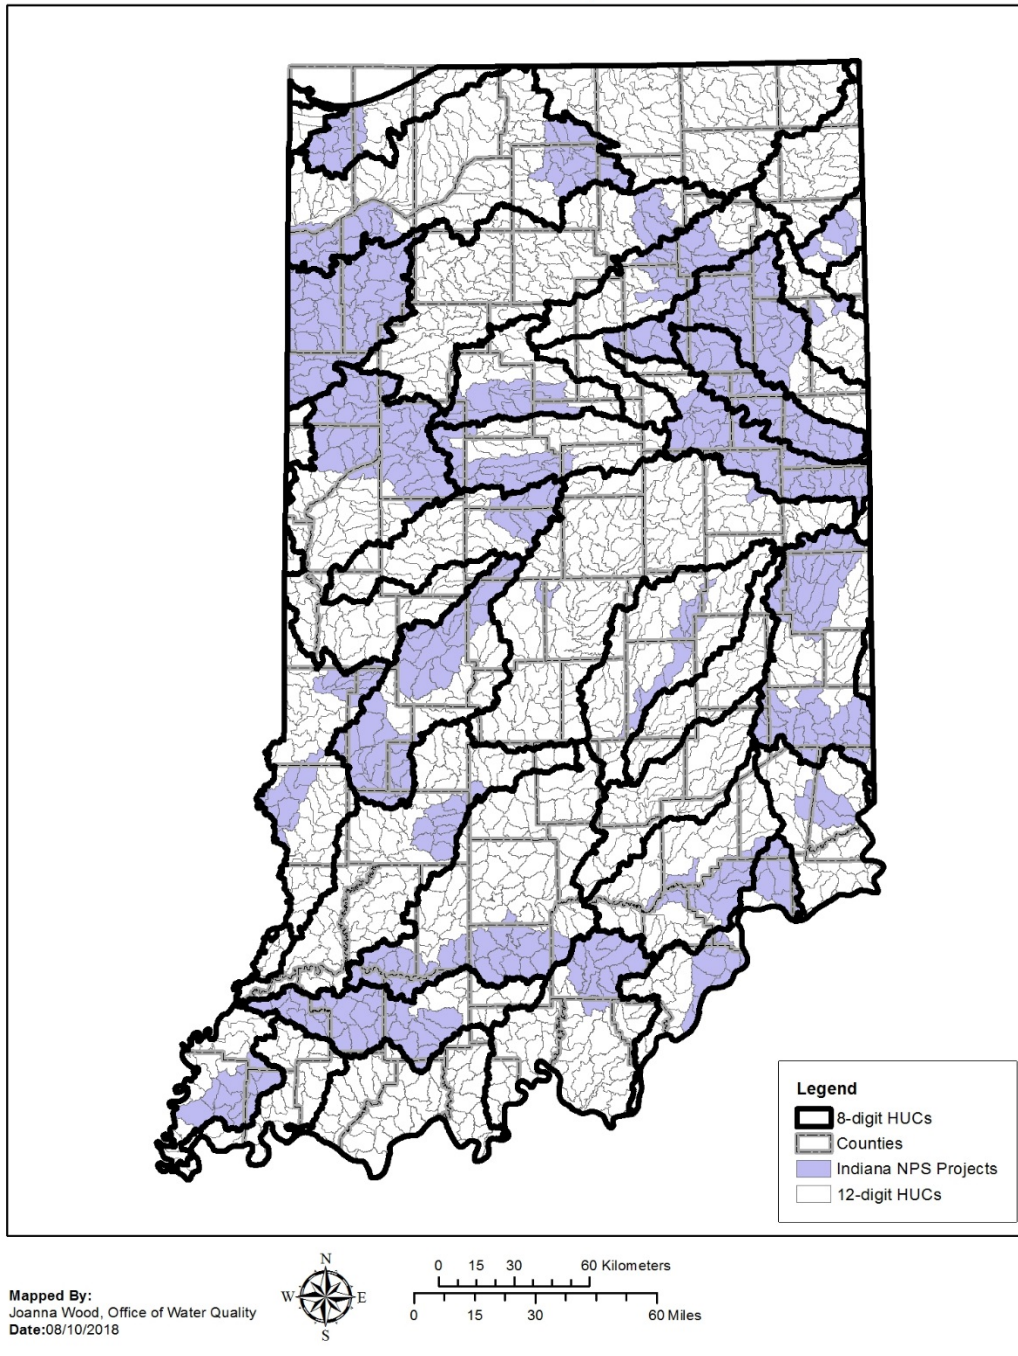 Legend
8-digit HUCs
Counties
Indiana NPS Projects
12-digit HUCs
N
W E
S
0 15 30 60 Kilometers
0 15 30 60 Miles
Mapped By:
Joanna Wood, Office of Water Quality
Date:08/10/2018